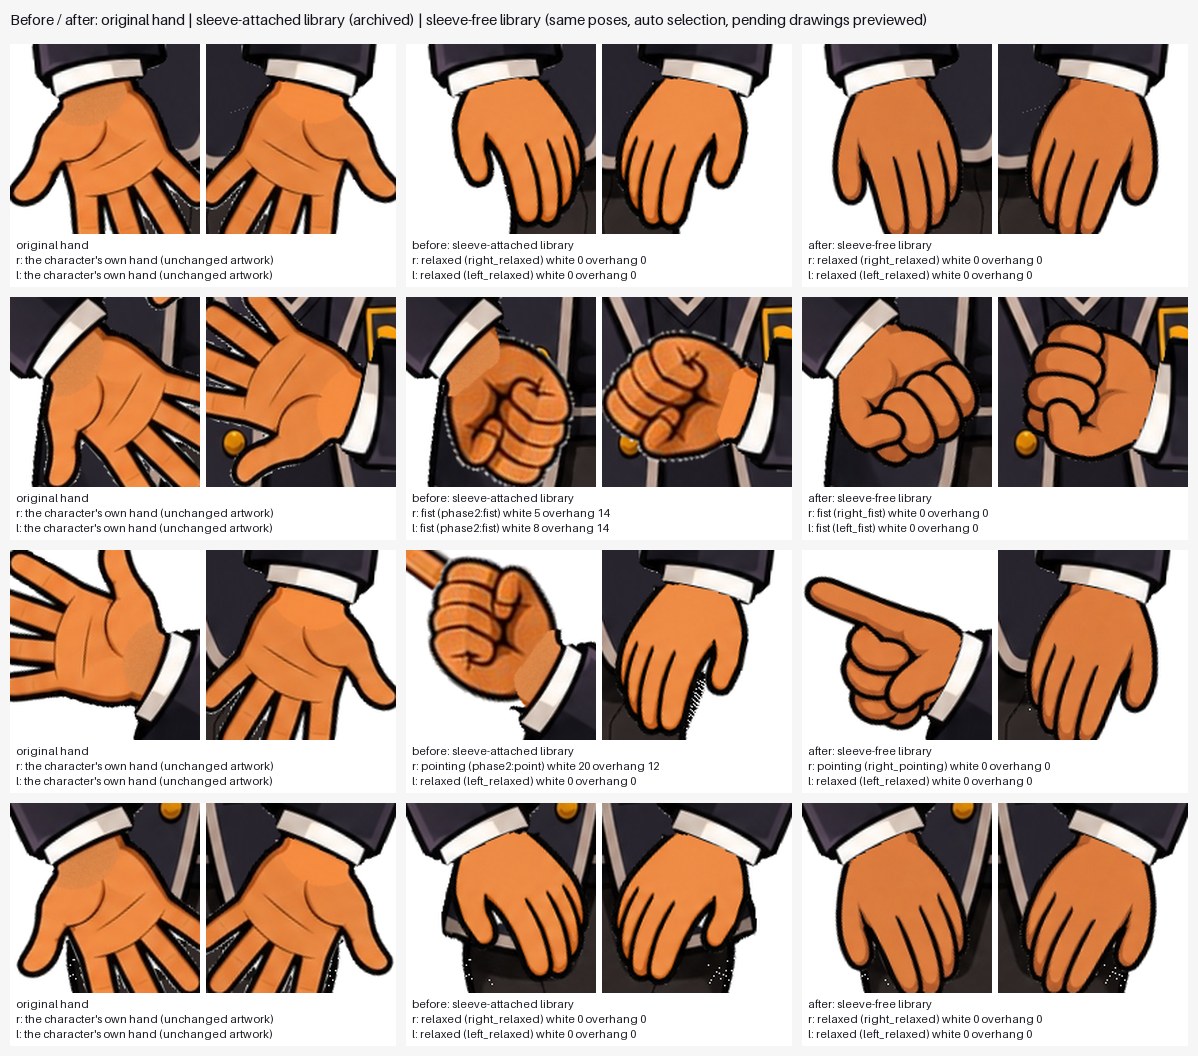 Before / after: original hand | sleeve-attached library (archived) | sleeve-free library (same poses, auto selection, pending drawings previewed)
original hand
r: the character's own hand (unchanged artwork)
l: the character's own hand (unchanged artwork)
before: sleeve-attached library
r: relaxed (right_relaxed) white 0 overhang 0
l: relaxed (left_relaxed) white 0 overhang 0
after: sleeve-free library
r: relaxed (right_relaxed) white 0 overhang 0
l: relaxed (left_relaxed) white 0 overhang 0
original hand
r: the character's own hand (unchanged artwork)
l: the character's own hand (unchanged artwork)
before: sleeve-attached library
r: fist (phase2:fist) white 5 overhang 14
l: fist (phase2:fist) white 8 overhang 14
after: sleeve-free library
r: fist (right_fist) white 0 overhang 0
l: fist (left_fist) white 0 overhang 0
original hand
r: the character's own hand (unchanged artwork)
l: the character's own hand (unchanged artwork)
before: sleeve-attached library
r: pointing (phase2:point) white 20 overhang 12
l: relaxed (left_relaxed) white 0 overhang 0
after: sleeve-free library
r: pointing (right_pointing) white 0 overhang 0
l: relaxed (left_relaxed) white 0 overhang 0
original hand
r: the character's own hand (unchanged artwork)
l: the character's own hand (unchanged artwork)
before: sleeve-attached library
r: relaxed (right_relaxed) white 0 overhang 0
l: relaxed (left_relaxed) white 0 overhang 0
after: sleeve-free library
r: relaxed (right_relaxed) white 0 overhang 0
l: relaxed (left_relaxed) white 0 overhang 0